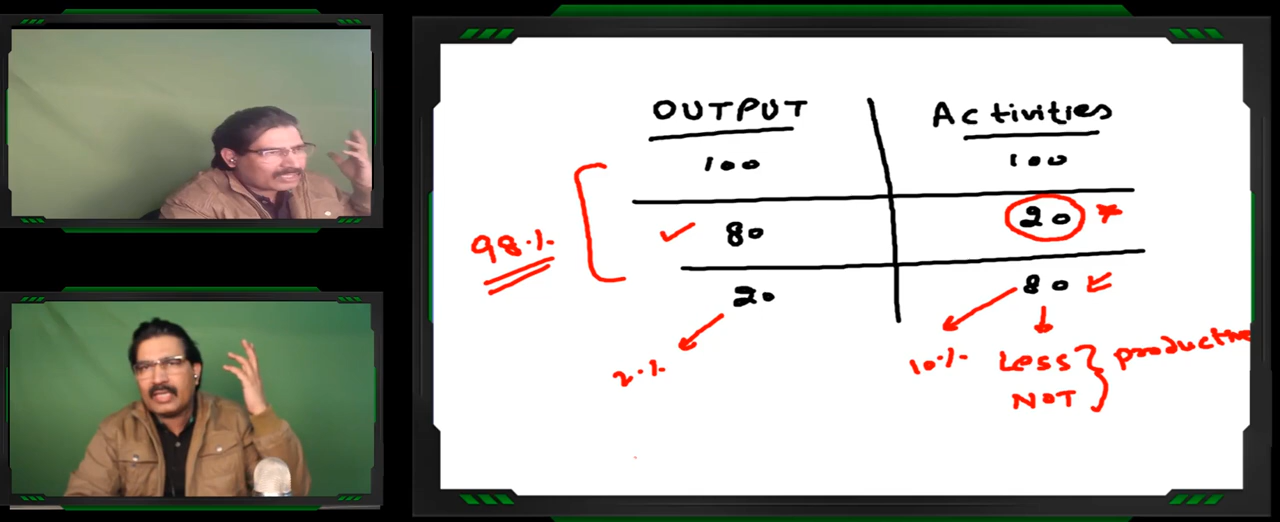 OUTPUT Activities
100 100
98% 80 20
20 80
2% 10% Less productive
NOT